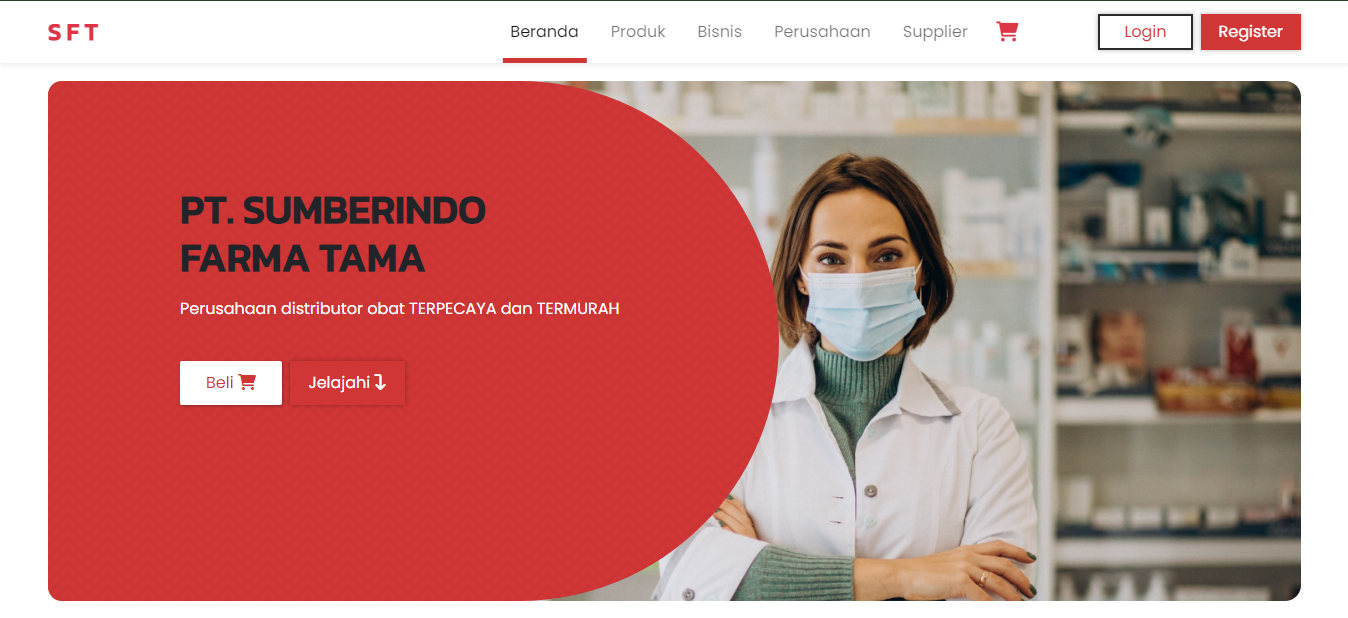 SFT
Beranda
Produk
Bisnis
Perusahaan
Supplier
Login
Register
PT. SUMBERINDO
FARMA TAMA
Perusahaan distributor obat TERPECAYA dan TERMURAH
Beli
Jelajahi